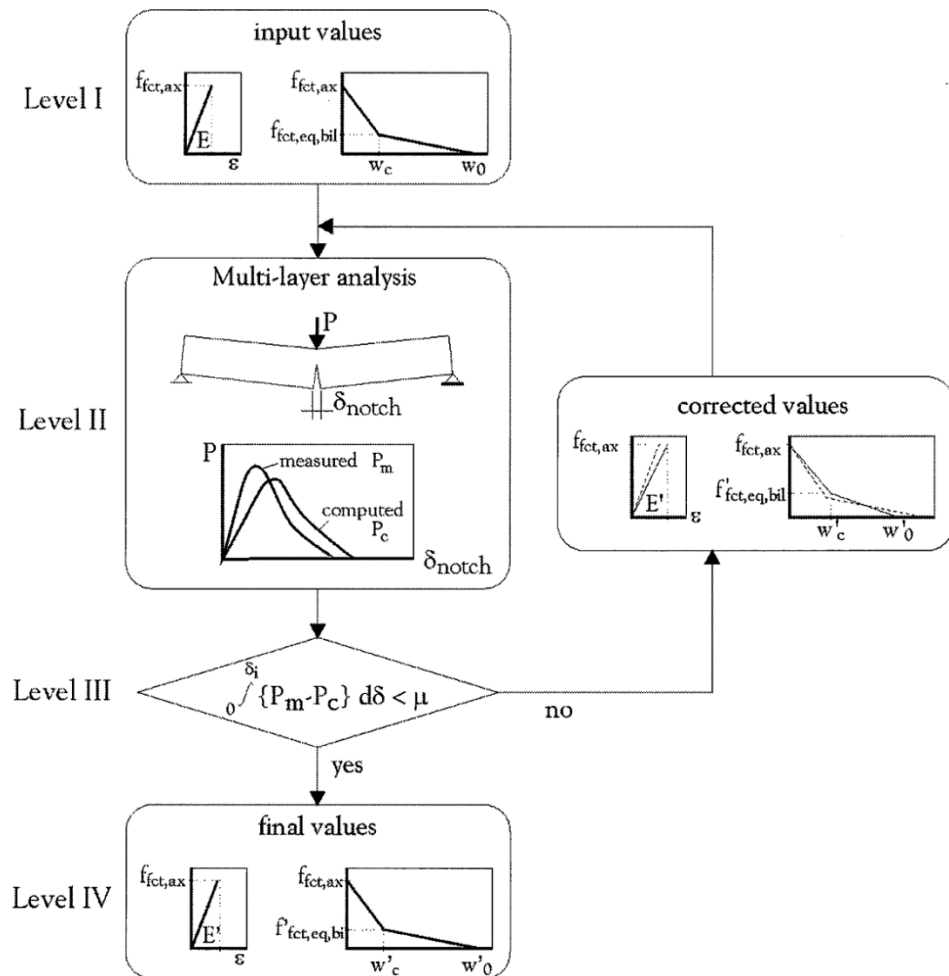 input values
Level I
f_fct,ax
E
ε
f_fct,ax
f_fct,eq,bil
w_c
w_0
Multi-layer analysis
P
δ_notch
Level II
P
measured P_m
computed
P_c
δ_notch
corrected values
f_fct,ax
E'
ε
f_fct,ax
f'_fct,eq,bil
w'_c
w'_0
Level III
0∫δi {P_m-P_c} dδ < μ
no
yes
final values
Level IV
f_fct,ax
E'
ε
f_fct,ax
f'_fct,eq,bi
w'_c
w'_0